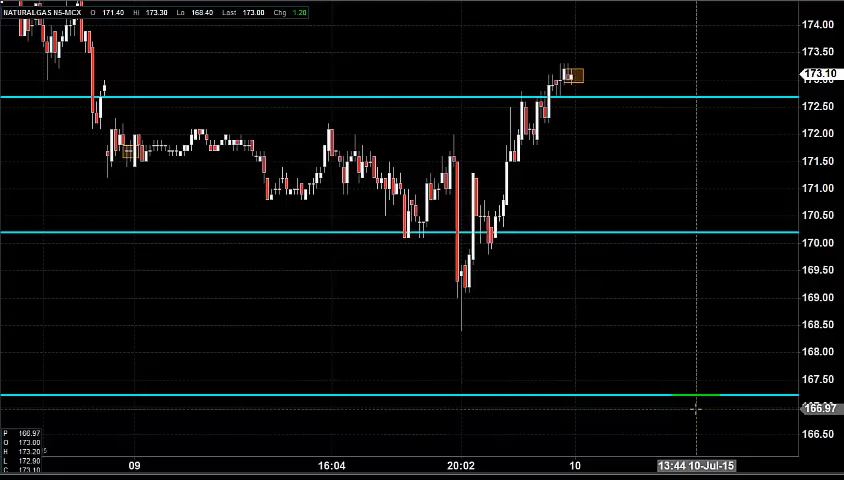 NATURALGAS N5-MCX O 171.40 Hi 173.30 Lo 168.40 Last 173.00 Chg 1.20
174.00
173.50
173.10
172.50
172.00
171.50
171.00
170.50
170.00
169.50
169.00
168.50
168.00
167.50
166.97
166.50
P 166.97
O 173.00
H 173.20
L 172.90
C 173.10
09 16:04 20:02 10 13:44 10-Jul-15